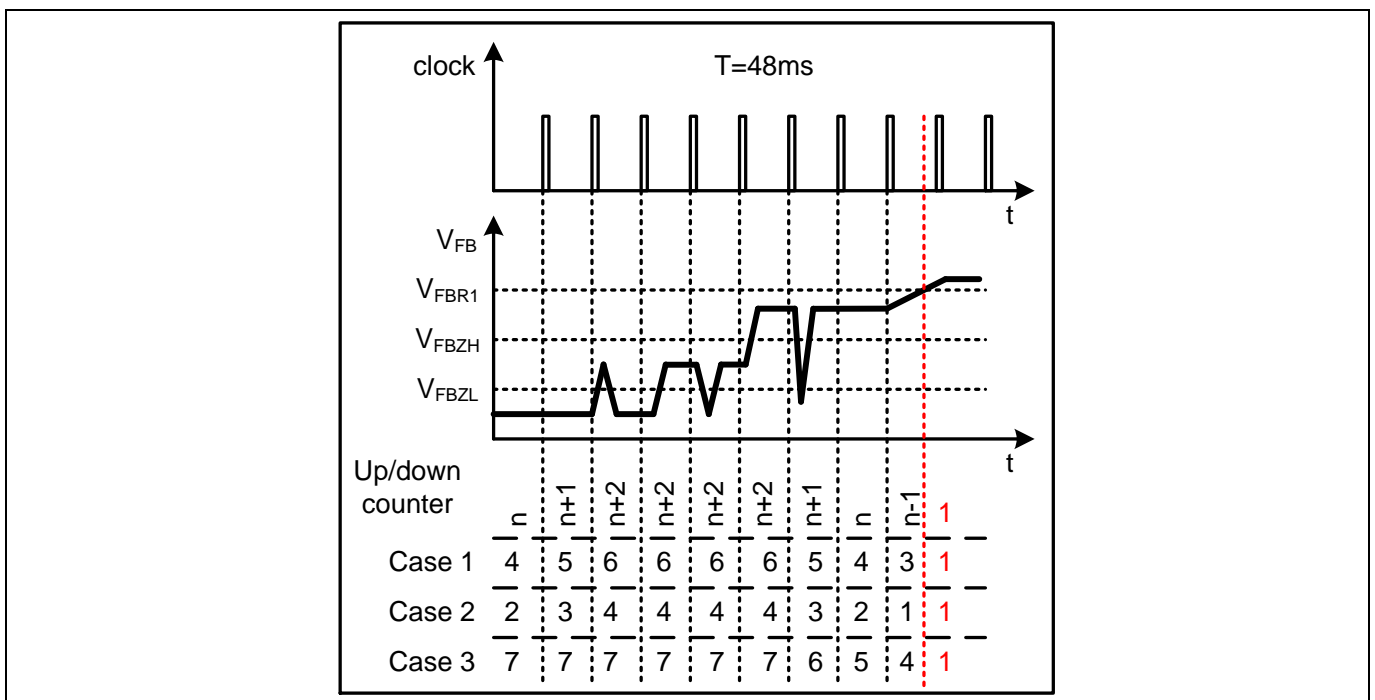 clock T=48ms
t
VFB
VFBR1
VFBZH
VFBZL
t
Up/down
counter n n+1 n+2 n+2 n+2 n+2 n+1 n n-1 1
Case 1 4 5 6 6 6 6 5 4 3 1
Case 2 2 3 4 4 4 4 3 2 1 1
Case 3 7 7 7 7 7 7 6 5 4 1